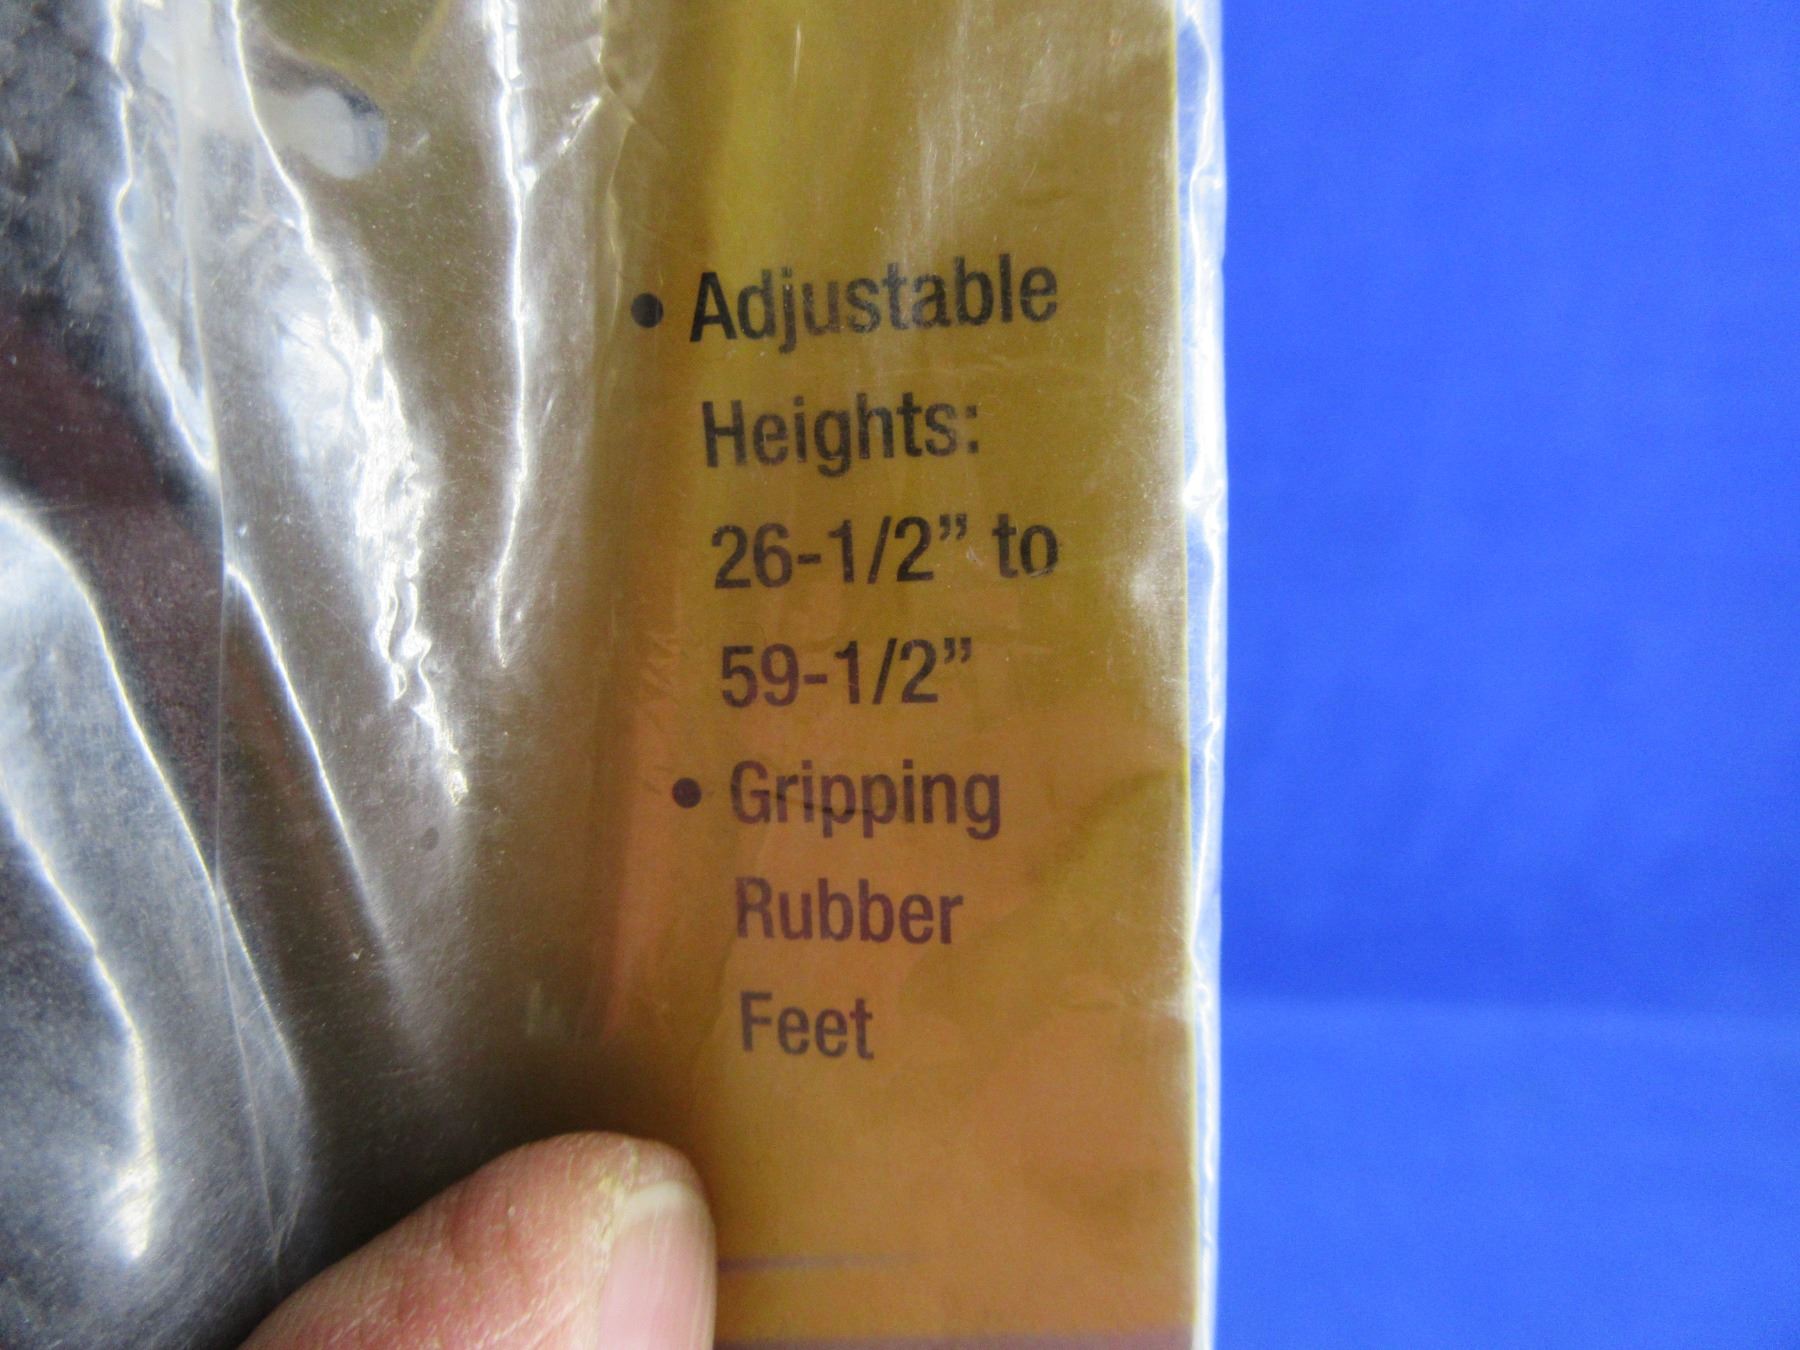 • Adjustable
Heights:
26-1/2” to
59-1/2”
• Gripping
Rubber
Feet